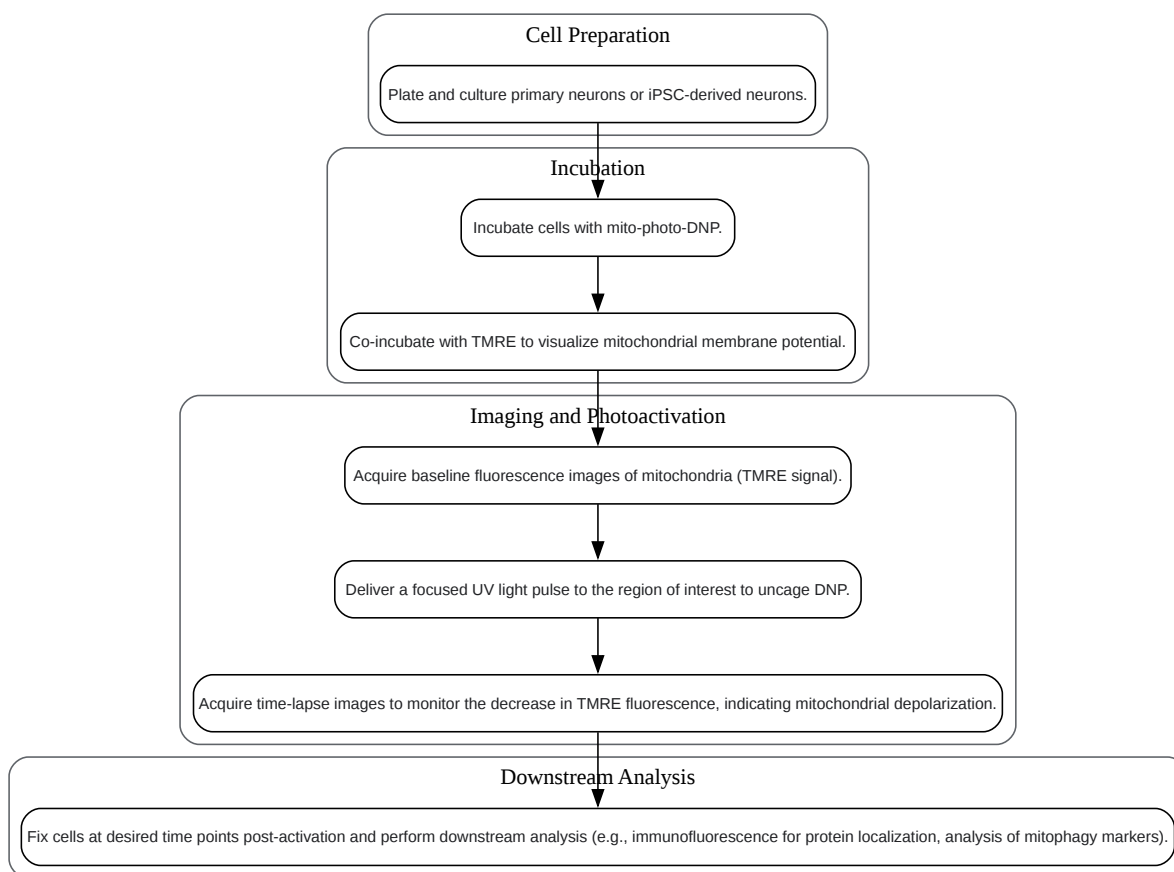 Cell Preparation
Plate and culture primary neurons or iPSC-derived neurons.
Incubation
Incubate cells with mito-photo-DNP.
Co-incubate with TMRE to visualize mitochondrial membrane potential.
Imaging and Photoactivation
Acquire baseline fluorescence images of mitochondria (TMRE signal).
Deliver a focused UV light pulse to the region of interest to uncage DNP.
Acquire time-lapse images to monitor the decrease in TMRE fluorescence, indicating mitochondrial depolarization.
Downstream Analysis
Fix cells at desired time points post-activation and perform downstream analysis (e.g., immunofluorescence for protein localization, analysis of mitophagy markers).